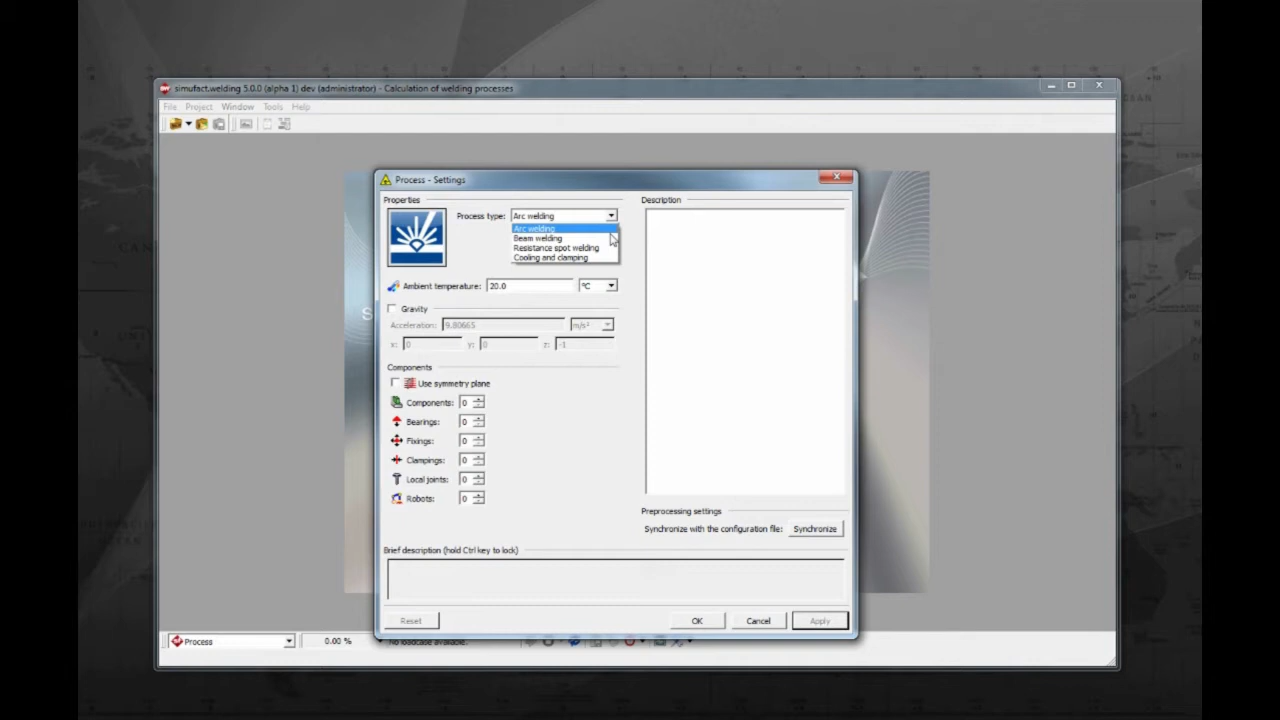 simufact.welding 5.0.0 (alpha 1) dev (administrator) - Calculation of welding processes
File Project Window Tools Help
Process - Settings
Properties
Description
Process type: Arc welding
Arc welding
Beam welding
Resistance spot welding
Cooling and clamping
Ambient temperature: 20.0 °C
Gravity
Acceleration: 9.80665 m/s²
x: 0 y: 0 z: -1
Components
Use symmetry plane
Components: 0
Bearings: 0
Fixings: 0
Clampings: 0
Local joints: 0
Robots: 0
Preprocessing settings
Synchronize with the configuration file: Synchronize
Brief description (hold Ctrl key to lock)
Reset OK Cancel Apply
Process 0.00 % No loadcase available.